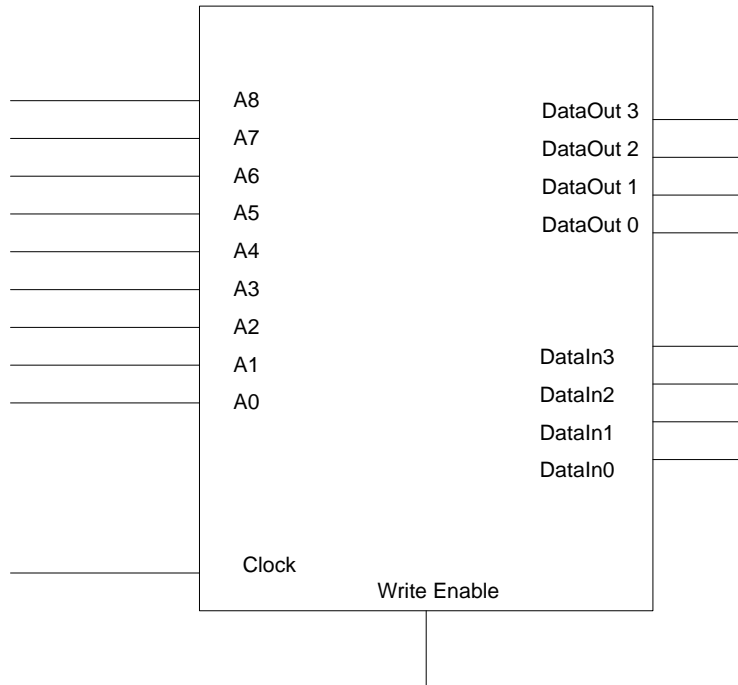 A8
A7
A6
A5
A4
A3
A2
A1
A0
DataOut 3
DataOut 2
DataOut 1
DataOut 0
DataIn3
DataIn2
DataIn1
DataIn0
Clock
Write Enable